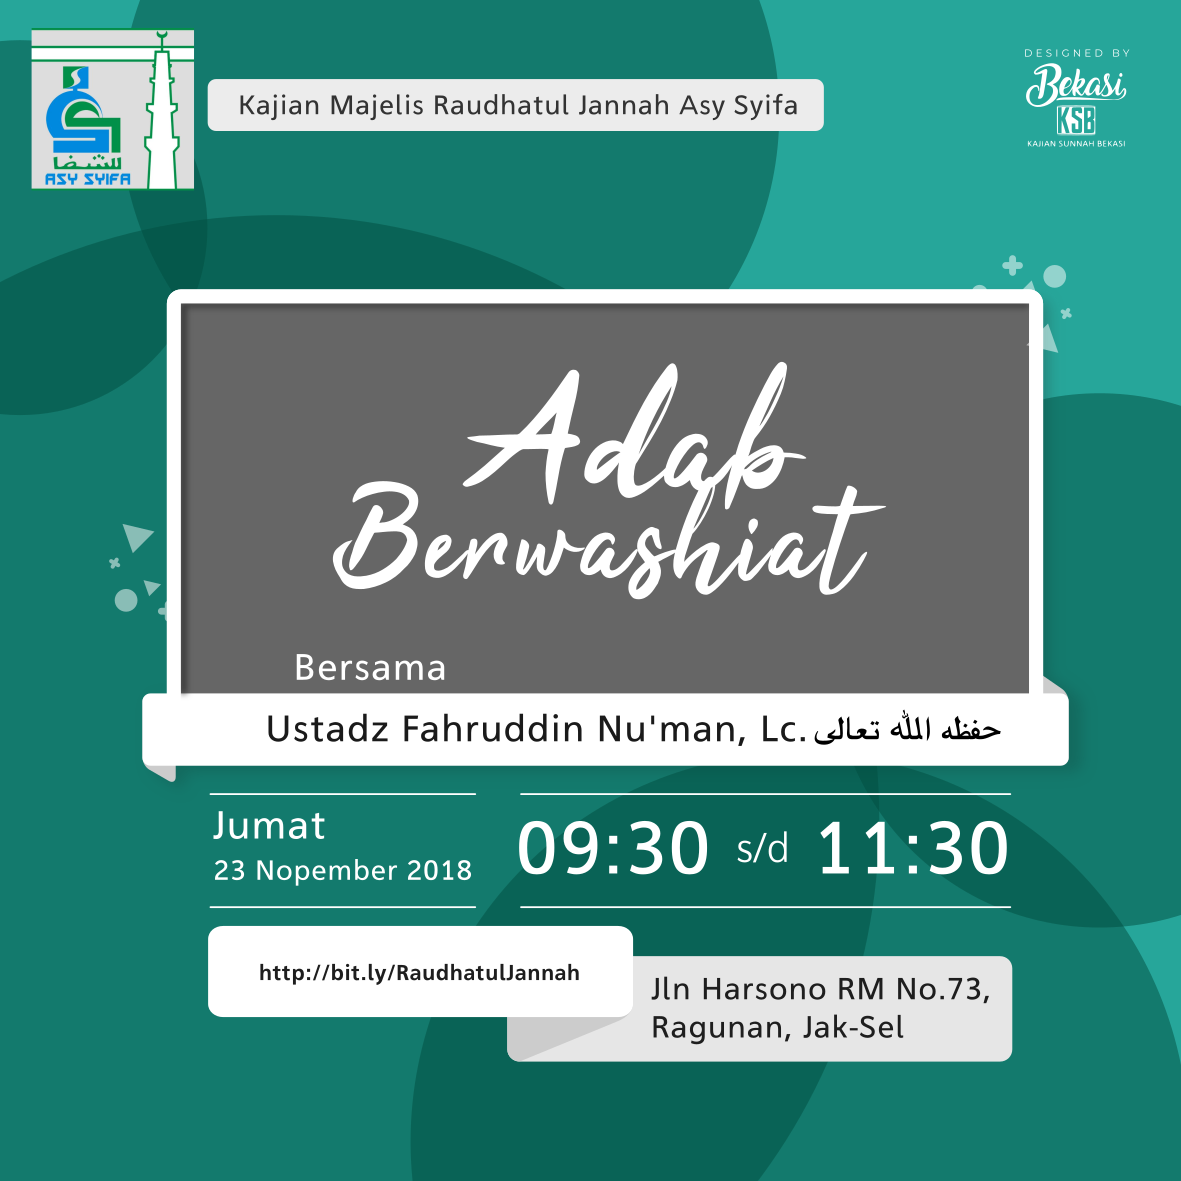 للشفا
ASY SYIFA
Kajian Majelis Raudhatul Jannah Asy Syifa
DESIGNED BY
Bekasi
KSB
KAJIAN SUNNAH BEKASI
Adab
Berwashiat
Bersama
Ustadz Fahruddin Nu'man, Lc. حفظه الله تعالى
Jumat
23 Nopember 2018
09:30 s/d 11:30
http://bit.ly/RaudhatulJannah
Jln Harsono RM No.73,
Ragunan, Jak-Sel